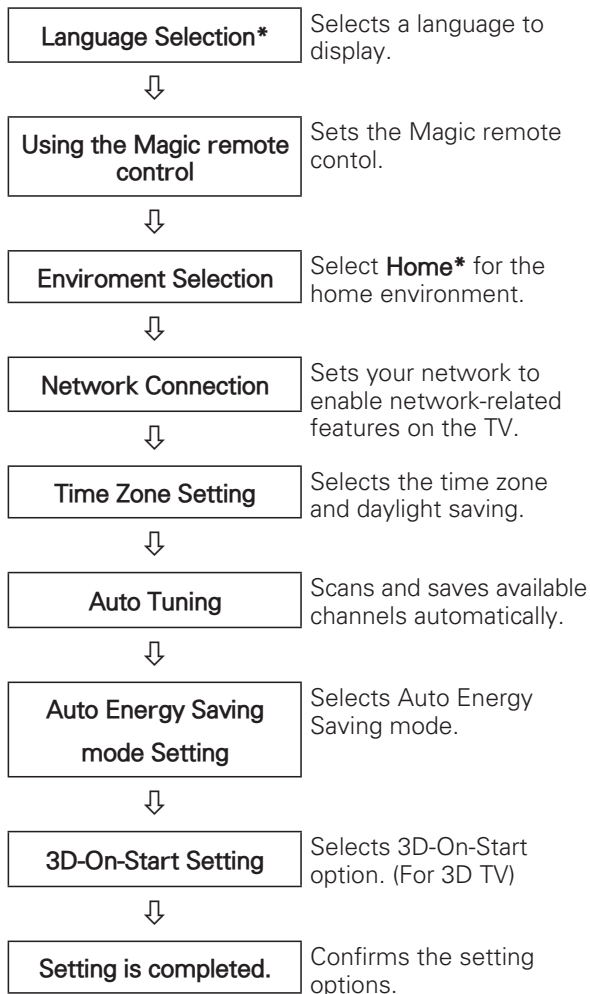 Language Selection*
Selects a language to
display.
⇩
Using the Magic remote
control
Sets the Magic remote
contol.
⇩
Enviroment Selection
Select Home* for the
home environment.
⇩
Network Connection
Sets your network to
enable network-related
features on the TV.
⇩
Time Zone Setting
Selects the time zone
and daylight saving.
⇩
Auto Tuning
Scans and saves available
channels automatically.
⇩
Auto Energy Saving
mode Setting
Selects Auto Energy
Saving mode.
⇩
3D-On-Start Setting
Selects 3D-On-Start
option. (For 3D TV)
⇩
Setting is completed.
Confirms the setting
options.